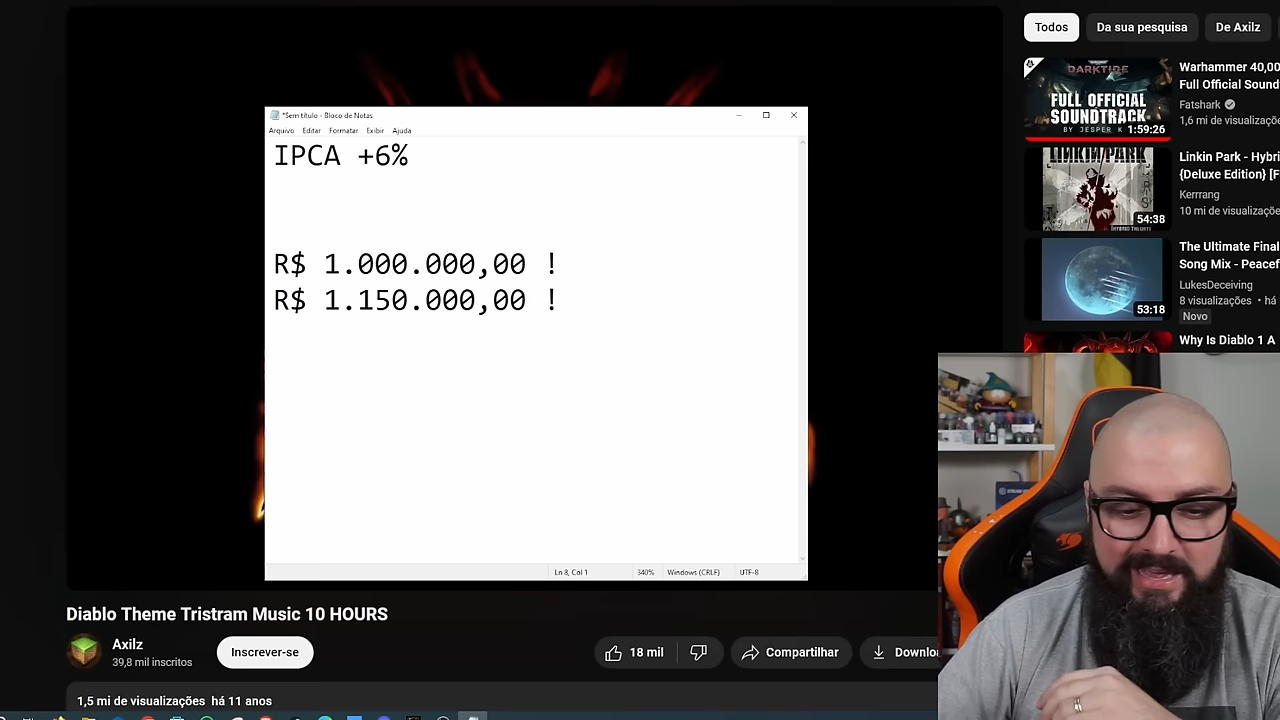 Todos
Da sua pesquisa
De Axilz
DARKTIDE
FULL OFFICIAL
SOUNDTRACK
BY JESPER K
1:59:26
Warhammer 40,00
Full Official Sound
Fatshark
1,6 mi de visualizaçõe
LINKIN PARK
54:38
Linkin Park - Hybri
{Deluxe Edition} [F
Kerrrang
10 mi de visualizaçõe
53:18
The Ultimate Final
Song Mix - Peacef
LukesDeceiving
8 visualizações • há
Novo
Why Is Diablo 1 A
*Sem título - Bloco de Notas
Arquivo Editar Formatar Exibir Ajuda
IPCA +6%
R$ 1.000.000,00 !
R$ 1.150.000,00 !
Ln 8, Col 1 340% Windows (CRLF) UTF-8
Diablo Theme Tristram Music 10 HOURS
Axilz
39,8 mil inscritos
Inscrever-se
18 mil
Compartilhar
Downlo
1,5 mi de visualizações há 11 anos